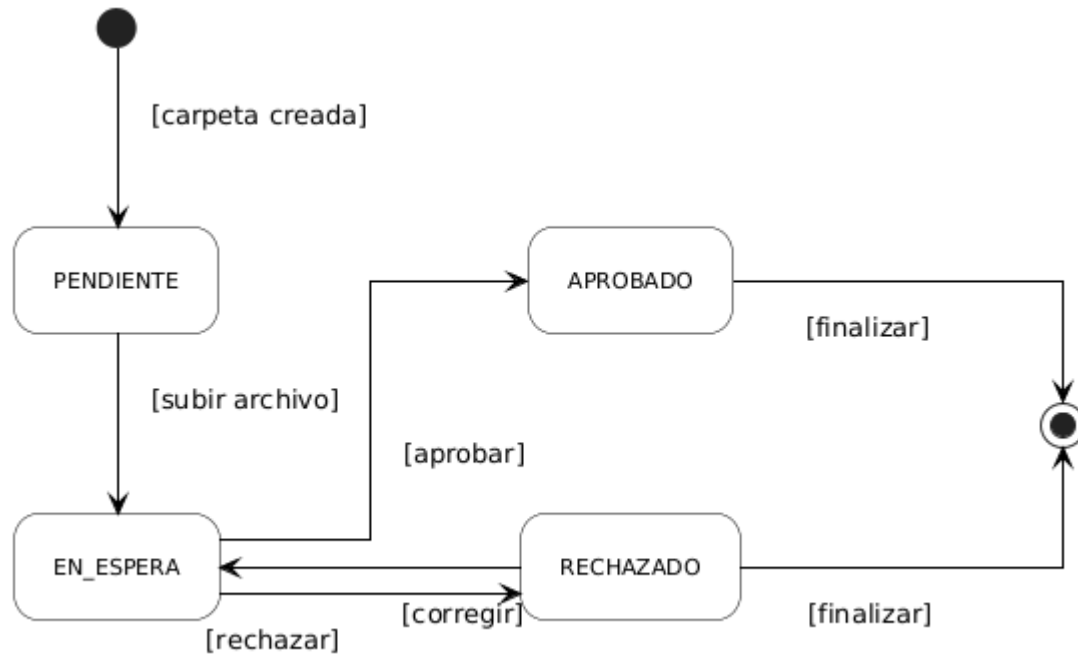 [carpeta creada]
PENDIENTE
APROBADO
[finalizar]
[subir archivo]
[aprobar]
EN_ESPERA
RECHAZADO
[corregir]
[finalizar]
[rechazar]